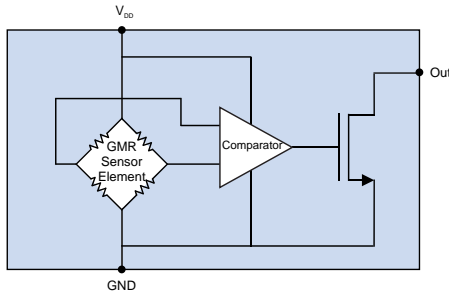 VDD
Out
GMR
Sensor
Element
Comparator
GND